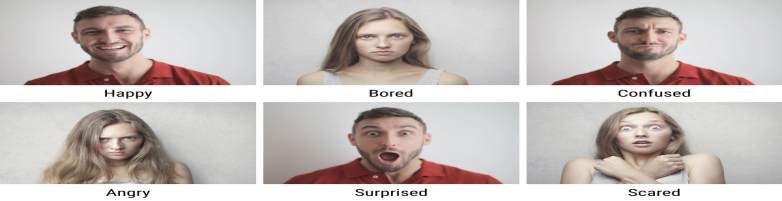 Happy
Bored
Confused
Angry
Surprised
Scared